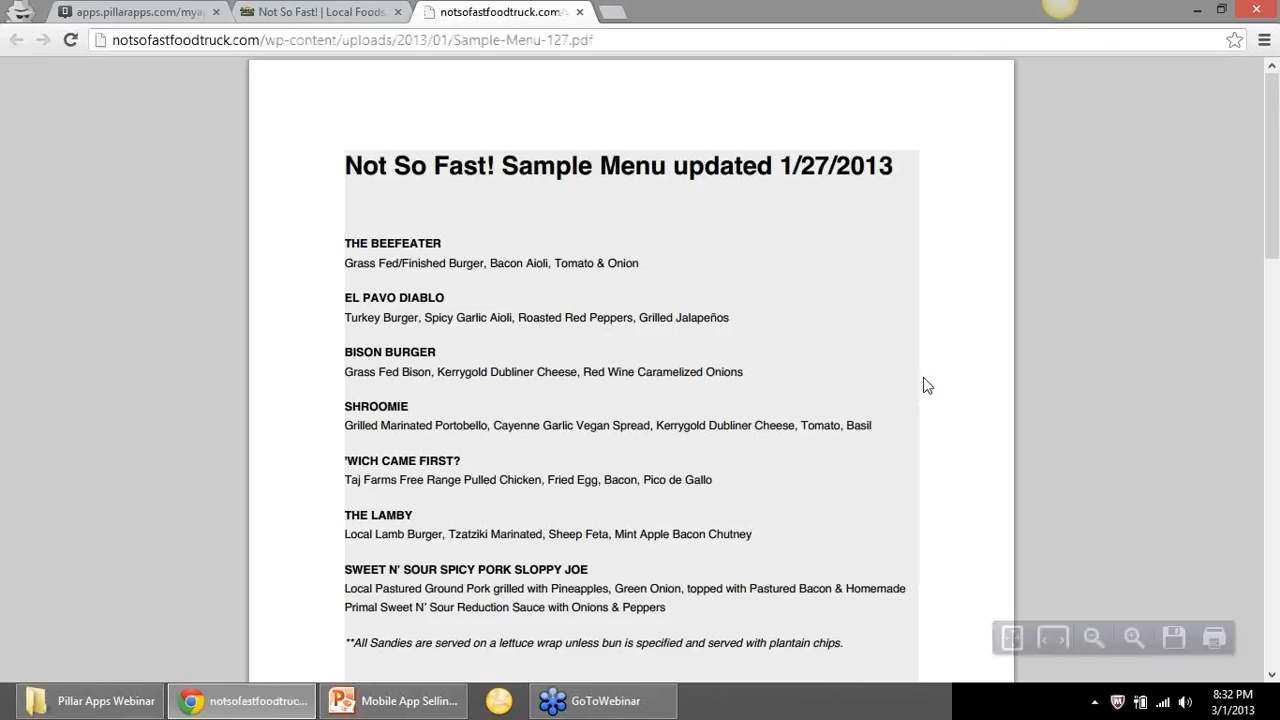 apps.pillarapps.com/mya
Not So Fast! | Local Foods,
notsofastfoodtruck.com/
notsofastfoodtruck.com/wp-content/uploads/2013/01/Sample-Menu-127.pdf
Not So Fast! Sample Menu updated 1/27/2013
THE BEEFEATER
Grass Fed/Finished Burger, Bacon Aioli, Tomato & Onion
EL PAVO DIABLO
Turkey Burger, Spicy Garlic Aioli, Roasted Red Peppers, Grilled Jalapeños
BISON BURGER
Grass Fed Bison, Kerrygold Dubliner Cheese, Red Wine Caramelized Onions
SHROOMIE
Grilled Marinated Portobello, Cayenne Garlic Vegan Spread, Kerrygold Dubliner Cheese, Tomato, Basil
'WICH CAME FIRST?
Taj Farms Free Range Pulled Chicken, Fried Egg, Bacon, Pico de Gallo
THE LAMBY
Local Lamb Burger, Tzatziki Marinated, Sheep Feta, Mint Apple Bacon Chutney
SWEET N' SOUR SPICY PORK SLOPPY JOE
Local Pastured Ground Pork grilled with Pineapples, Green Onion, topped with Pastured Bacon & Homemade
Primal Sweet N' Sour Reduction Sauce with Onions & Peppers
**All Sandies are served on a lettuce wrap unless bun is specified and served with plantain chips.
Pillar Apps Webinar
notsofastfoodtruc...
Mobile App Sellin...
GoToWebinar
8:32 PM
3/1/2013